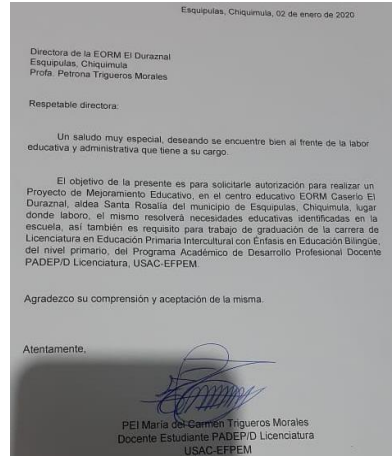 Esquipulas, Chiquimula, 02 de enero de 2020
Directora de la EORM El Duraznal
Esquipulas, Chiquimula
Profa. Petrona Trigueros Morales
Respetable directora:
Un saludo muy especial, deseando se encuentre bien al frente de la labor
educativa y administrativa que tiene a su cargo.
El objetivo de la presente es para solicitarle autorización para realizar un
Proyecto de Mejoramiento Educativo, en el centro educativo EORM Caserío El
Duraznal, aldea Santa Rosalía del municipio de Esquipulas, Chiquimula, lugar
donde laboro, el mismo resolverá necesidades educativas identificadas en la
escuela, así también es requisito para trabajo de graduación de la carrera de
Licenciatura en Educación Primaria Intercultural con Énfasis en Educación Bilingüe,
del nivel primario, del Programa Académico de Desarrollo Profesional Docente
PADEP/D Licenciatura, USAC-EFPEM.
Agradezco su comprensión y aceptación de la misma.
Atentamente,
PEI María del Carmen Trigueros Morales
Docente Estudiante PADEP/D Licenciatura
USAC-EFPEM